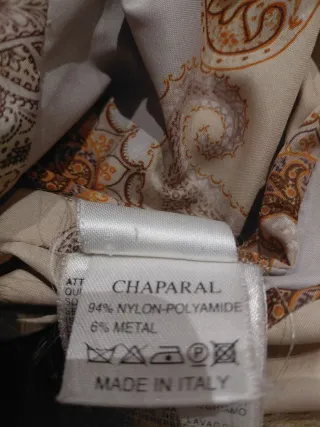 CHAPARAL
94% NYLON-POLYAMIDE
6% METAL
P
MADE IN ITALY